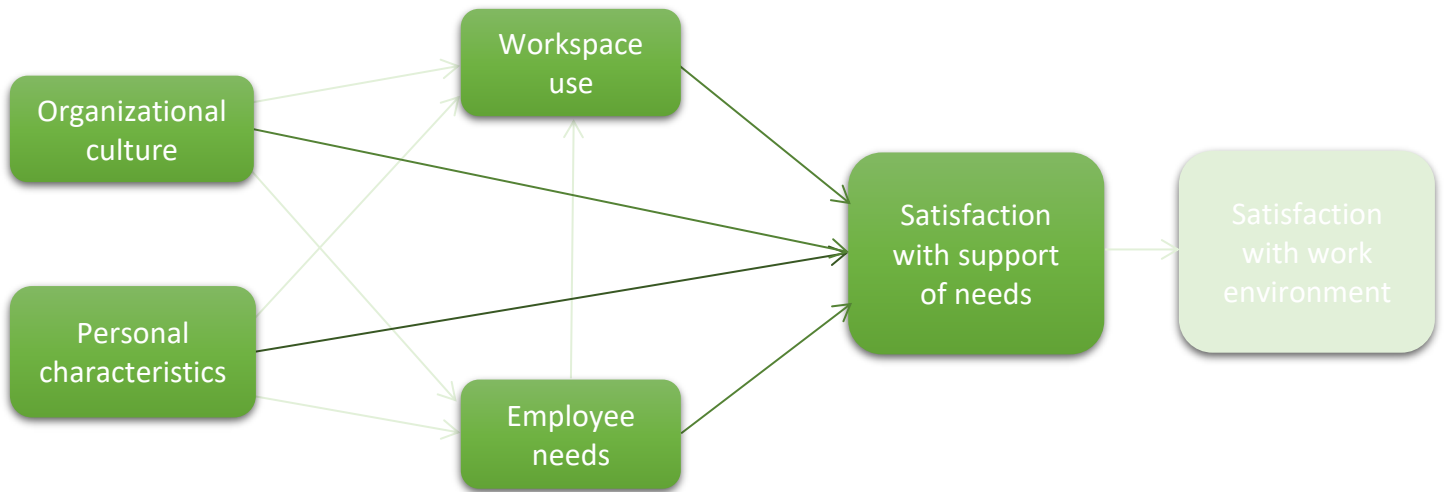 Organizational
culture
Personal
characteristics
Workspace
use
Employee
needs
Satisfaction
with support
of needs
Satisfaction
with work
environment